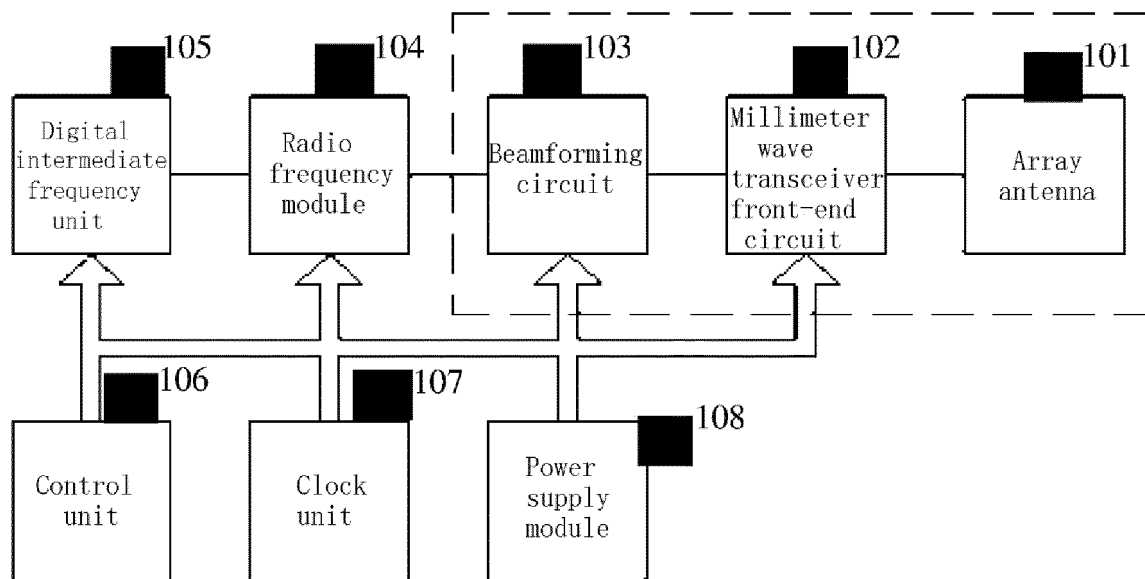 105
104
103
102
101
Digital
intermediate
frequency
unit
Radio
frequency
module
Beamforming
circuit
Millimeter
wave
transceiver
front-end
circuit
Array
antenna
106
107
108
Control
unit
Clock
unit
Power
supply
module